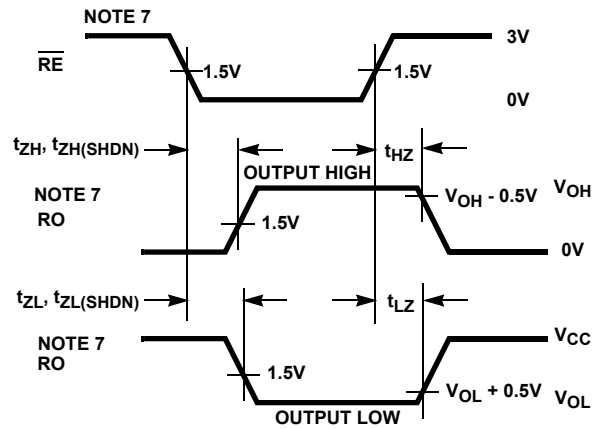 NOTE 7
RE
1.5V
1.5V
3V
0V
tZH, tZH(SHDN)
tHZ
OUTPUT HIGH
NOTE 7
RO
1.5V
VOH - 0.5V
VOH
0V
tZL, tZL(SHDN)
tLZ
NOTE 7
RO
1.5V
VCC
VOL + 0.5V
VOL
OUTPUT LOW